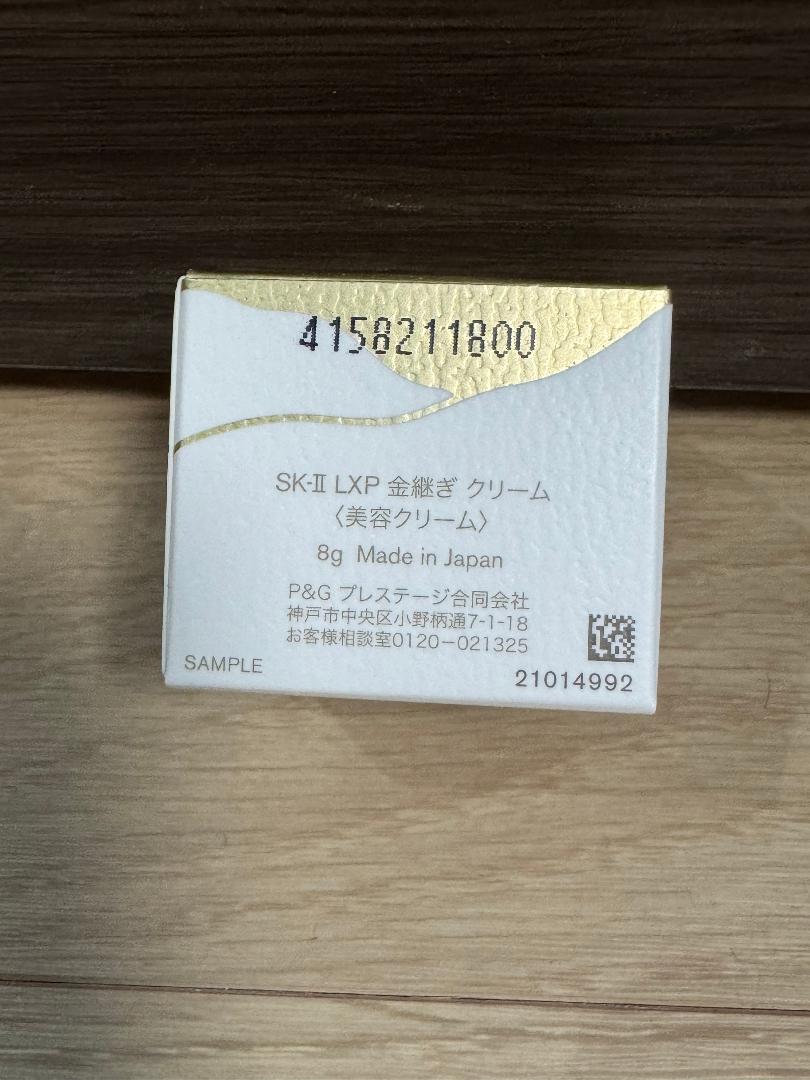 4158211800
SK-II LXP 金継ぎ クリーム
〈美容クリーム〉
8g Made in Japan
P&G プレステージ合同会社
神戸市中央区小野柄通7-1-18
お客様相談室0120-021325
SAMPLE
21014992